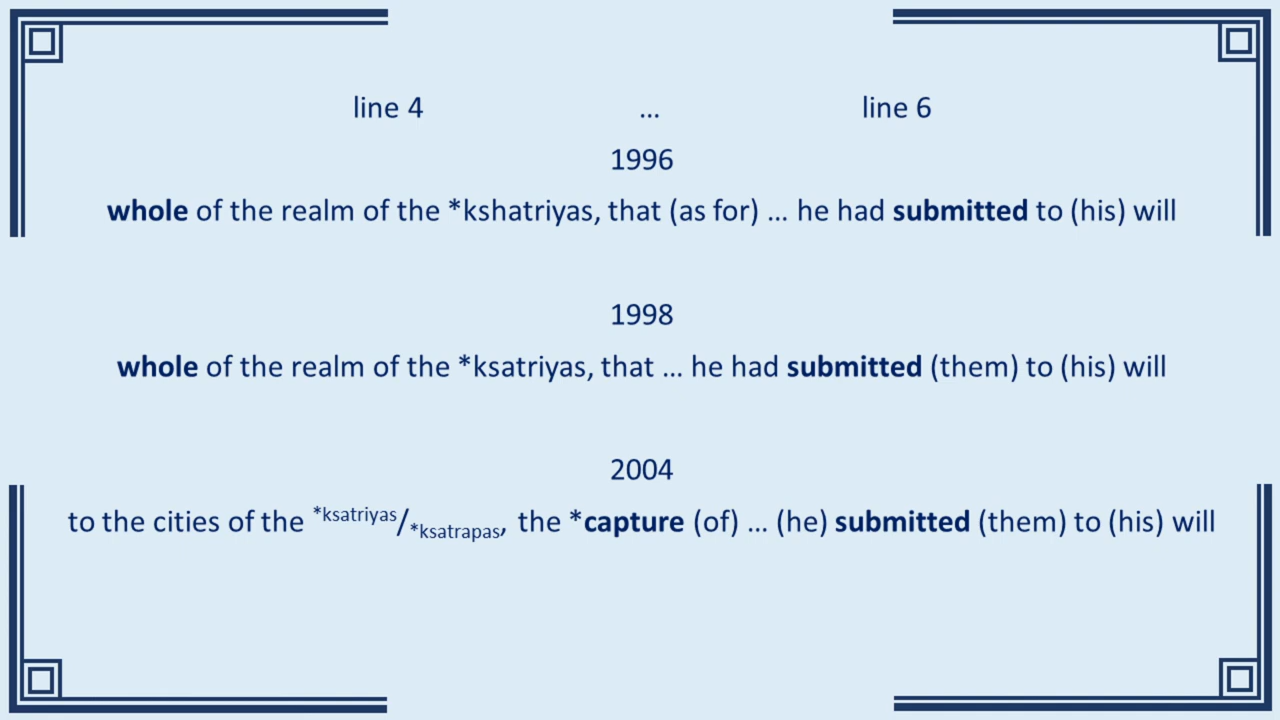 line 4 ... line 6
1996
whole of the realm of the *kshatriyas, that (as for) ... he had submitted to (his) will
1998
whole of the realm of the *ksatriyas, that ... he had submitted (them) to (his) will
2004
to the cities of the *ksatriyas/*ksatrapas, the *capture (of) ... (he) submitted (them) to (his) will